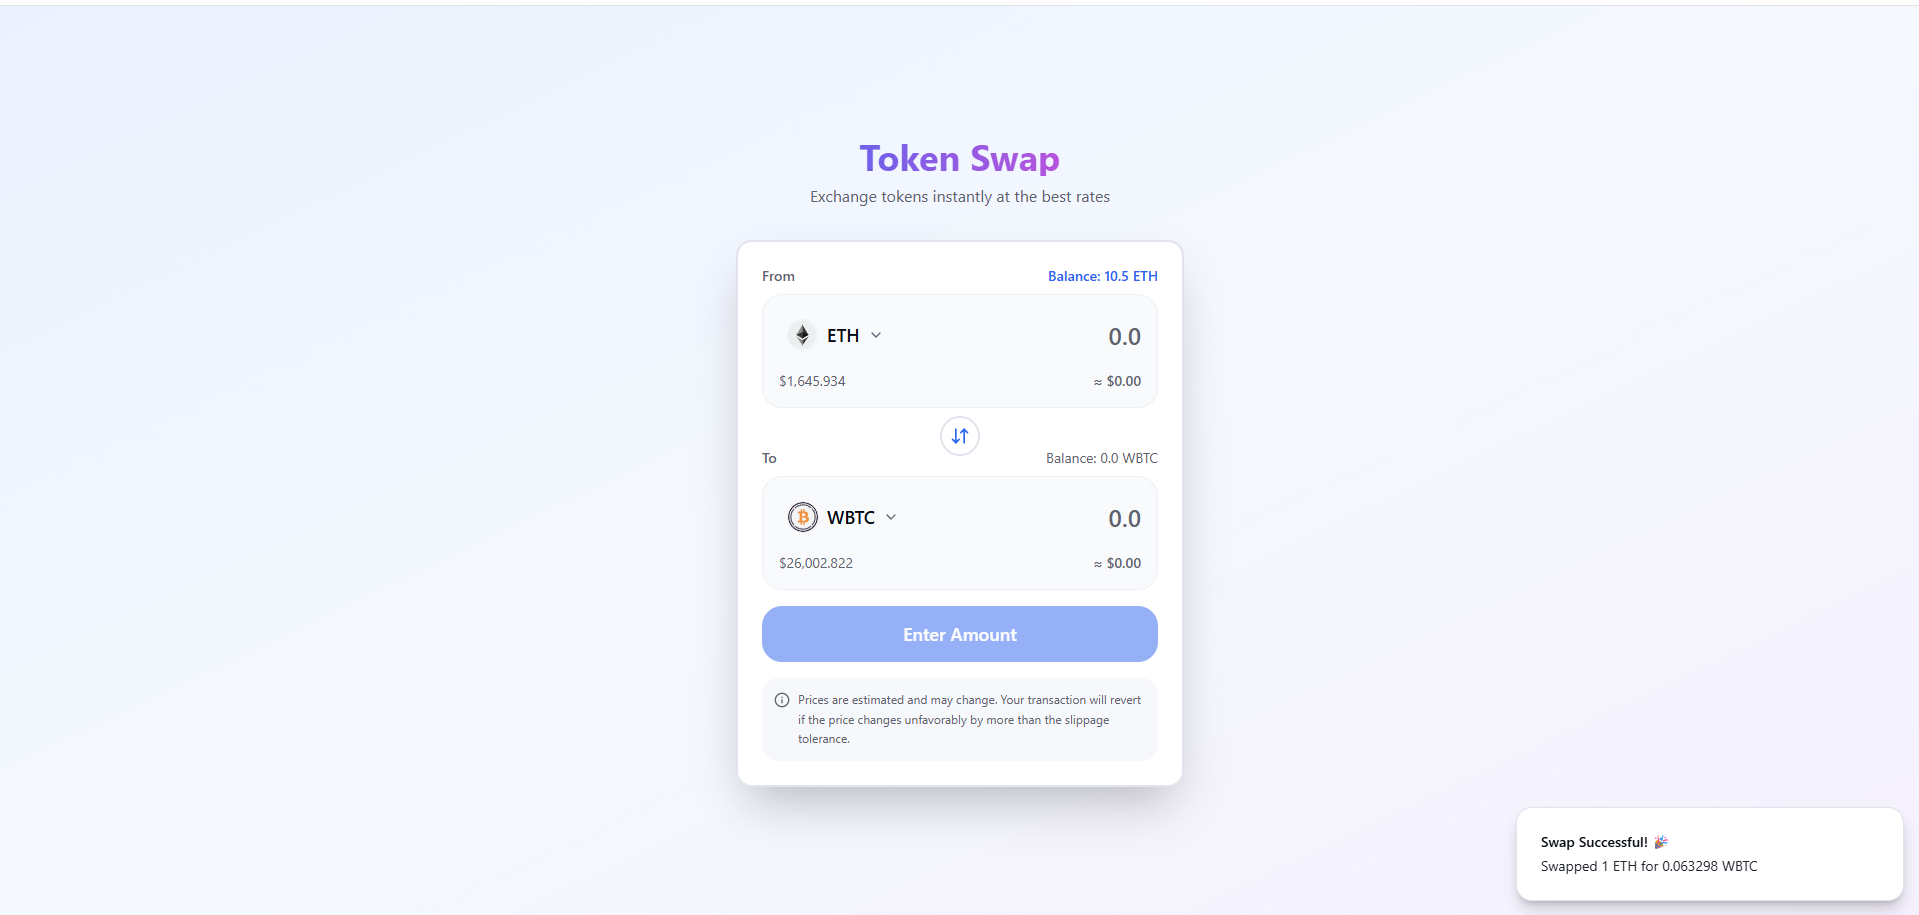 Token Swap
Exchange tokens instantly at the best rates
From
Balance: 10.5 ETH
ETH
0.0
$1,645.934
≈ $0.00
To
Balance: 0.0 WBTC
WBTC
0.0
$26,002.822
≈ $0.00
Enter Amount
Prices are estimated and may change. Your transaction will revert
if the price changes unfavorably by more than the slippage
tolerance.
Swap Successful! 🎉
Swapped 1 ETH for 0.063298 WBTC